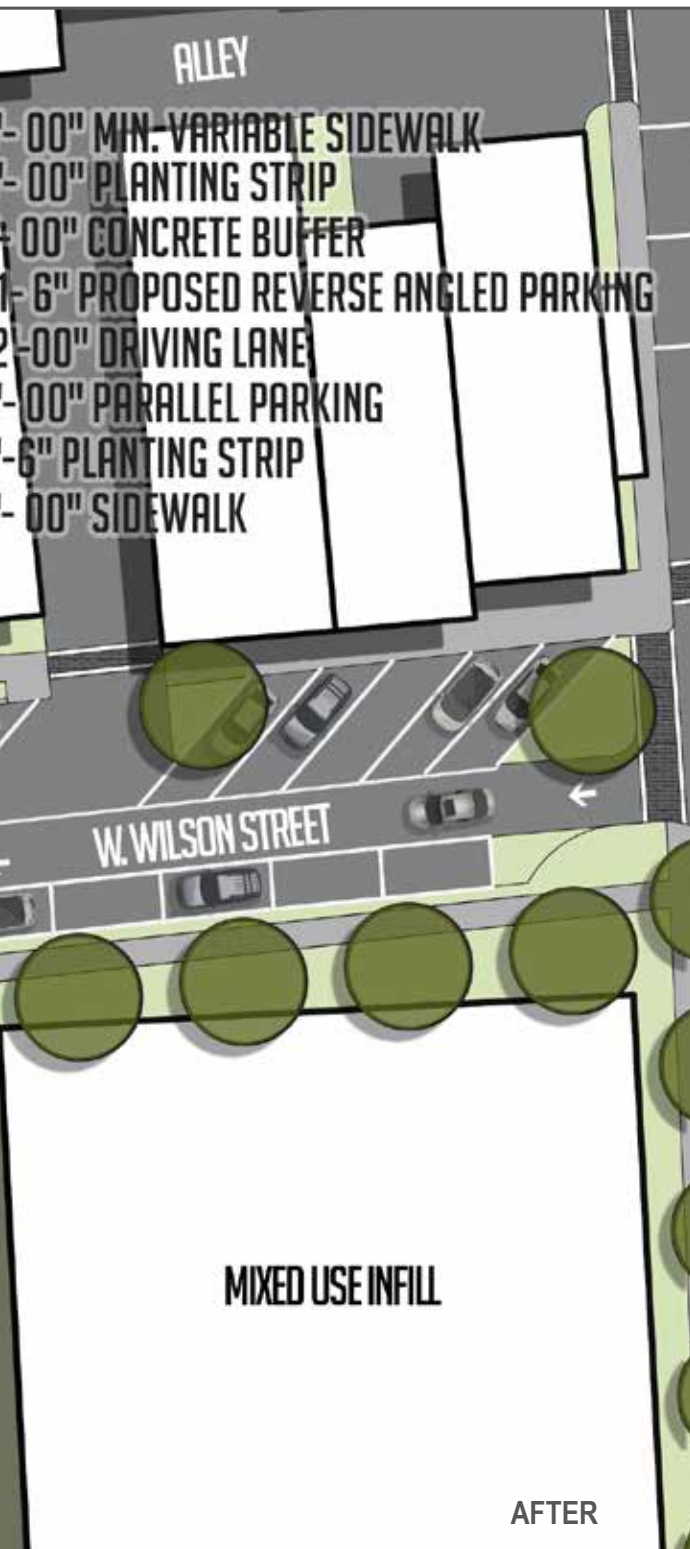 ALLEY
'- 00" MIN. VARIABLE SIDEWALK
'- 00" PLANTING STRIP
- 00" CONCRETE BUFFER
1- 6" PROPOSED REVERSE ANGLED PARKING
2'-00" DRIVING LANE
'- 00" PARALLEL PARKING
'-6" PLANTING STRIP
'- 00" SIDEWALK
W. WILSON STREET
MIXED USE INFILL
AFTER